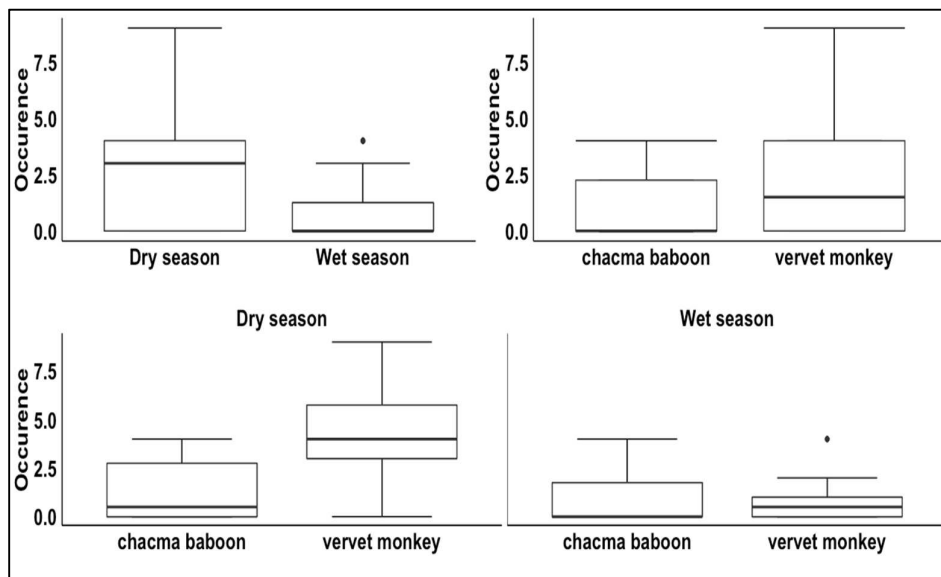 Occurence
7.5
5.0
2.5
0.0
Dry season Wet season
Occurence
7.5
5.0
2.5
0.0
chacma baboon vervet monkey
Dry season
Occurence
7.5
5.0
2.5
0.0
chacma baboon vervet monkey
Wet season
chacma baboon vervet monkey